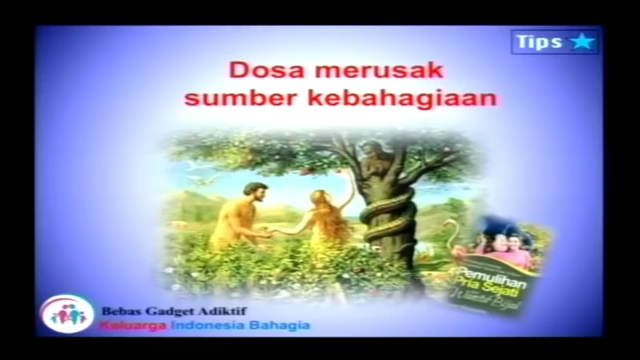 Tips
Dosa merusak
sumber kebahagiaan
Pemulihan
Pria Sejati
Bebas Gadget Adiktif
Keluarga Indonesia Bahagia